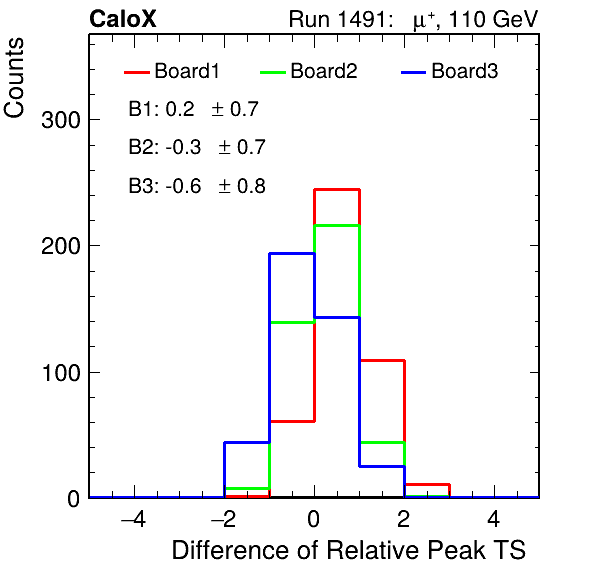 CaloX Run 1491: μ⁺, 110 GeV
Counts
Board1 Board2 Board3
B1: 0.2 ± 0.7
B2: -0.3 ± 0.7
B3: -0.6 ± 0.8
300
200
100
0
−4 −2 0 2 4
Difference of Relative Peak TS